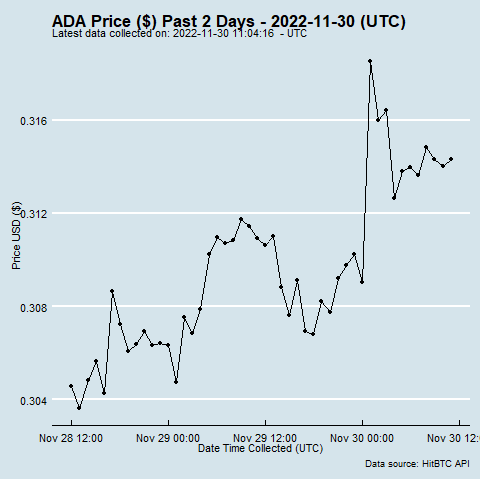 ADA Price ($) Past 2 Days - 2022-11-30 (UTC)
Latest data collected on: 2022-11-30 11:04:16  - UTC
0.316
0.312
0.308
0.304
Price USD ($)
Nov 28 12:00 Nov 29 00:00 Nov 29 12:00 Nov 30 00:00 Nov 30 12
Date Time Collected (UTC)
Data source: HitBTC API